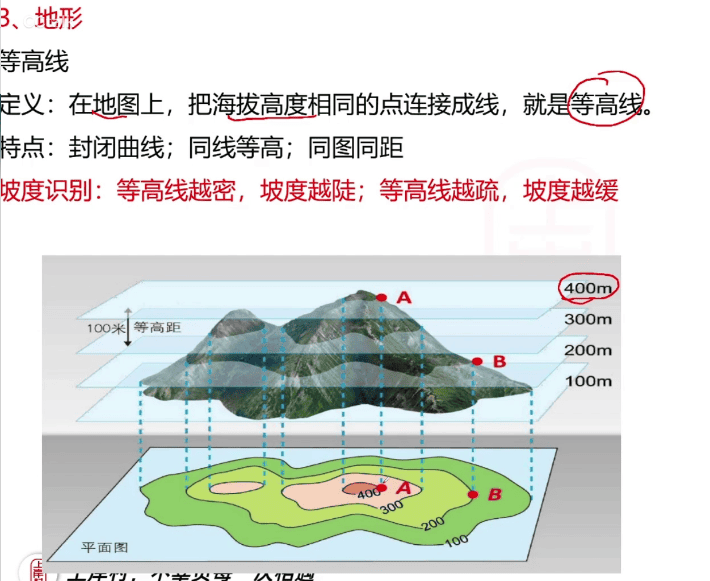 3、地形
等高线
定义：在地图上，把海拔高度相同的点连接成线，就是等高线。
特点：封闭曲线；同线等高；同图同距
坡度识别：等高线越密，坡度越陡；等高线越疏，坡度越缓
A
400m
100米 等高距
300m
B
200m
100m
400 A
B
300
200
100
平面图